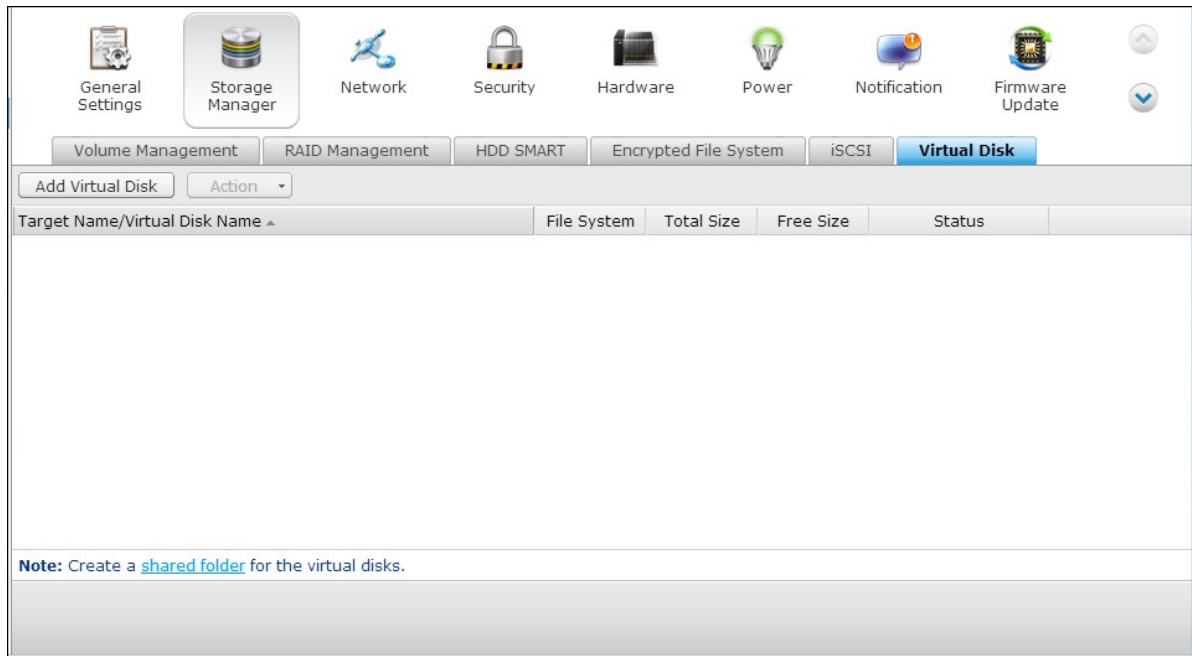 General Settings
Storage Manager
Network
Security
Hardware
Power
Notification
Firmware Update
Volume Management
RAID Management
HDD SMART
Encrypted File System
iSCSI
Virtual Disk
Add Virtual Disk
Action
Target Name/Virtual Disk Name
File System
Total Size
Free Size
Status
Note: Create a shared folder for the virtual disks.